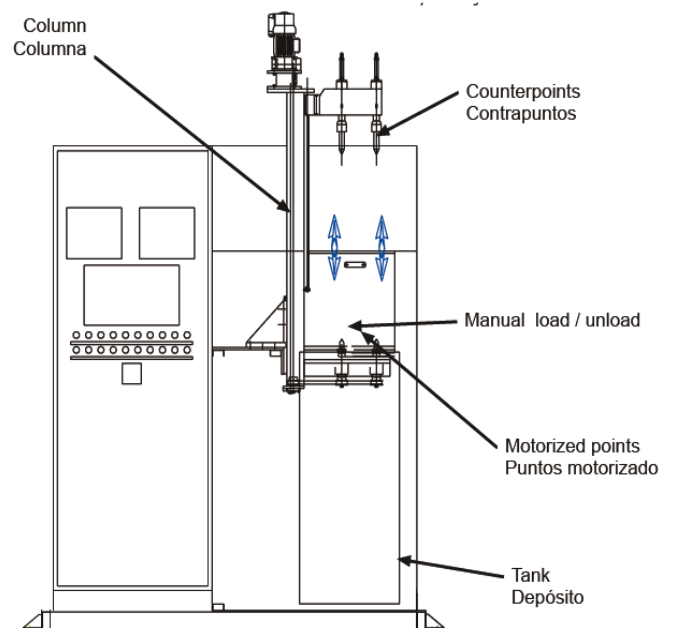 Column
Columna
Counterpoints
Contrapuntos
Manual load / unload
Motorized points
Puntos motorizado
Tank
Depósito